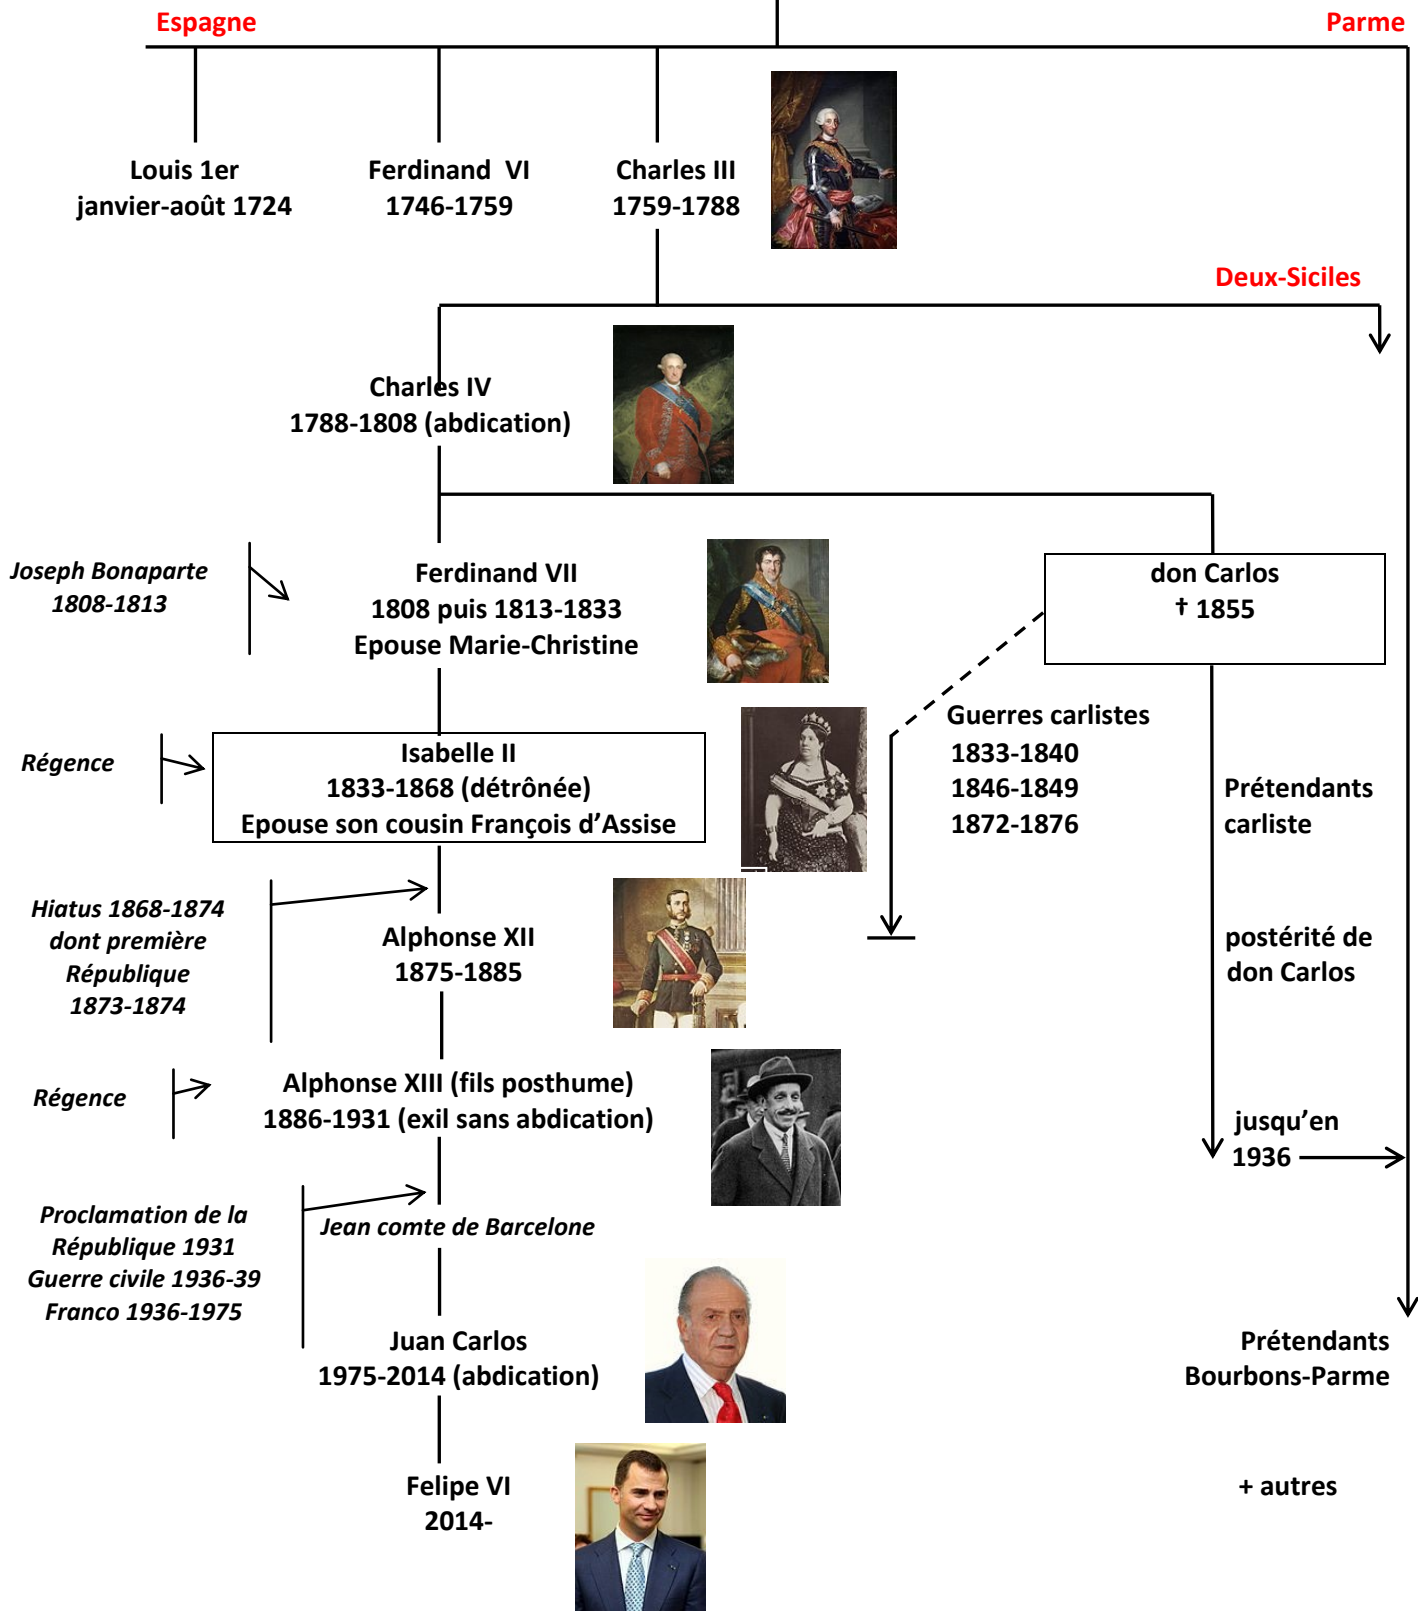 Espagne
Parme
Louis 1er
janvier-août 1724
Ferdinand VI
1746-1759
Charles III
1759-1788
Deux-Siciles
Charles IV
1788-1808 (abdication)
Joseph Bonaparte
1808-1813
Ferdinand VII
1808 puis 1813-1833
Epouse Marie-Christine
don Carlos
† 1855
Régence
Isabelle II
1833-1868 (détrônée)
Epouse son cousin François d’Assise
Guerres carlistes
1833-1840
1846-1849
1872-1876
Prétendants
carliste
Hiatus 1868-1874
dont première
République
1873-1874
Alphonse XII
1875-1885
postérité de
don Carlos
Régence
Alphonse XIII (fils posthume)
1886-1931 (exil sans abdication)
jusqu’en
1936
Proclamation de la
République 1931
Guerre civile 1936-39
Franco 1936-1975
Jean comte de Barcelone
Juan Carlos
1975-2014 (abdication)
Prétendants
Bourbons-Parme
Felipe VI
2014-
+ autres